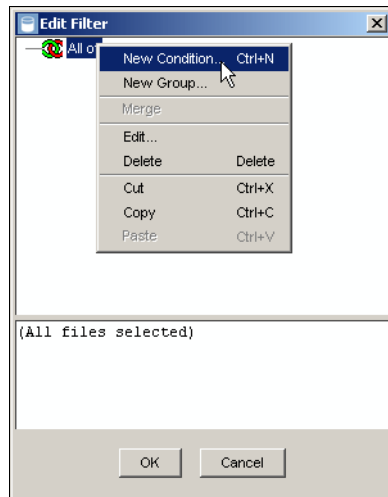 Edit Filter
All of
New Condition... Ctrl+N
New Group...
Merge
Edit...
Delete Delete
Cut Ctrl+X
Copy Ctrl+C
Paste Ctrl+V
(All files selected)
OK Cancel